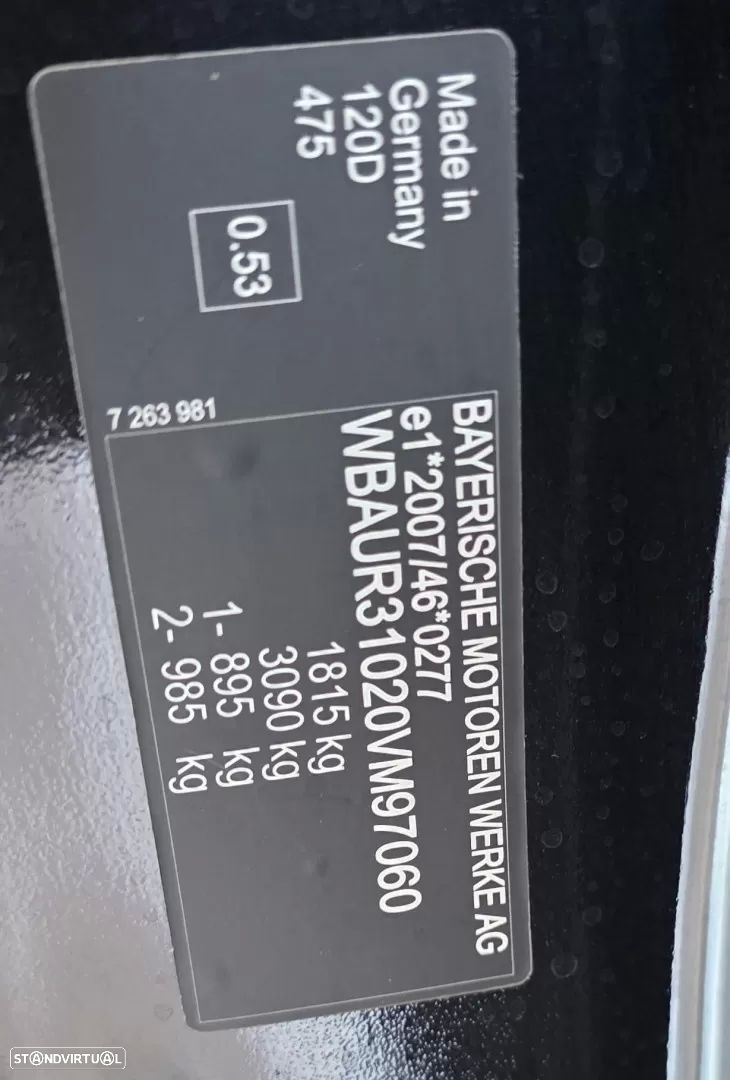 Made in
Germany
120D
475
0.53
7 263 981
BAYERISCHE MOTOREN WERKE AG
e1*2007/46*0277
WBAUR31020VM97060
1815 kg
3090 kg
1- 895 kg
2- 985 kg
STANDVIRTUAL